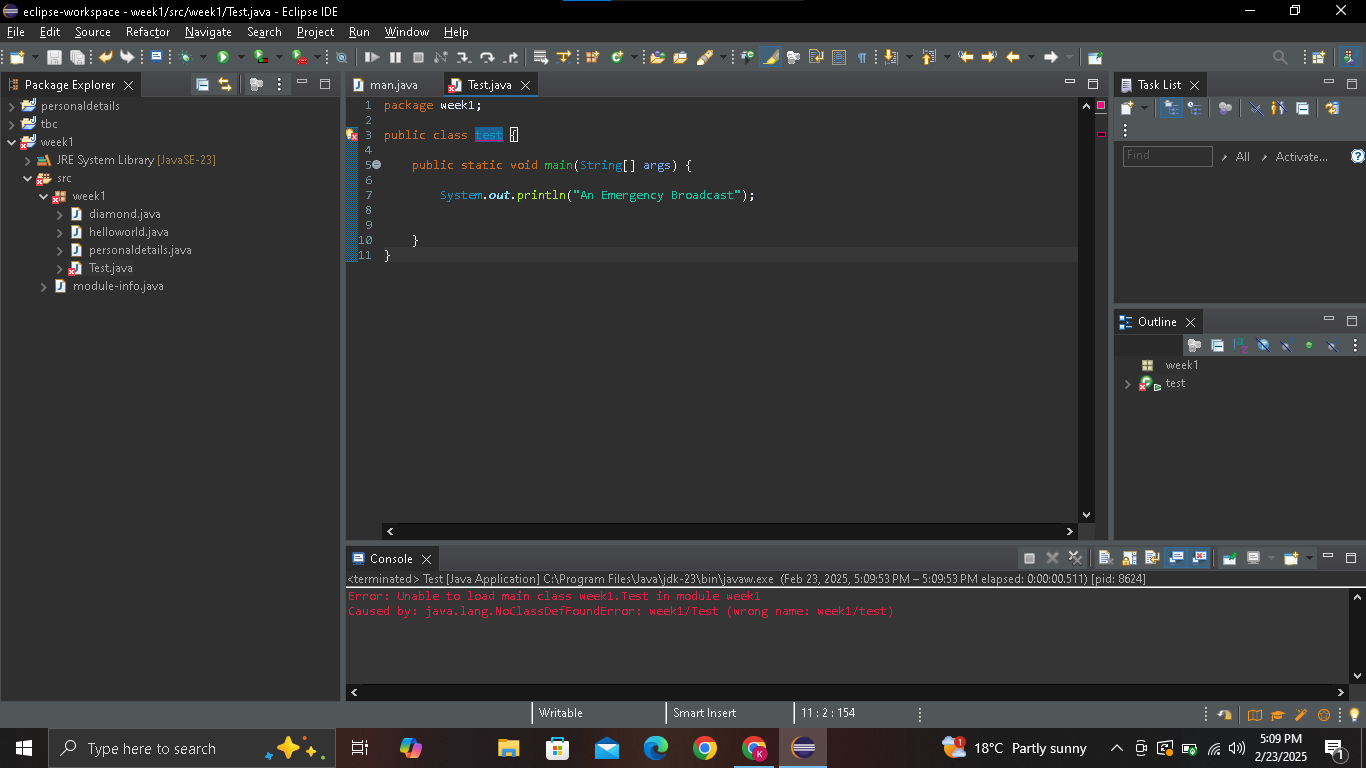 eclipse-workspace - week1/src/week1/Test.java - Eclipse IDE
File Edit Source Refactor Navigate Search Project Run Window Help
Package Explorer
personaldetails
tbc
week1
JRE System Library [JavaSE-23]
src
week1
diamond.java
helloworld.java
personaldetails.java
Test.java
module-info.java
man.java
Test.java
1 package week1;
2
3 public class test {
4
5 public static void main(String[] args) {
6
7 System.out.println("An Emergency Broadcast");
8
9
10 }
11 }
Task List
Find All Activate...
Outline
week1
test
Console
<terminated> Test [Java Application] C:\Program Files\Java\jdk-23\bin\javaw.exe (Feb 23, 2025, 5:09:53 PM – 5:09:53 PM elapsed: 0:00:00.511) [pid: 8624]
Error: Unable to load main class week1.Test in module week1
Caused by: java.lang.NoClassDefFoundError: week1/Test (wrong name: week1/test)
Writable Smart Insert 11 : 2 : 154
Type here to search
18°C Partly sunny
5:09 PM
2/23/2025
1